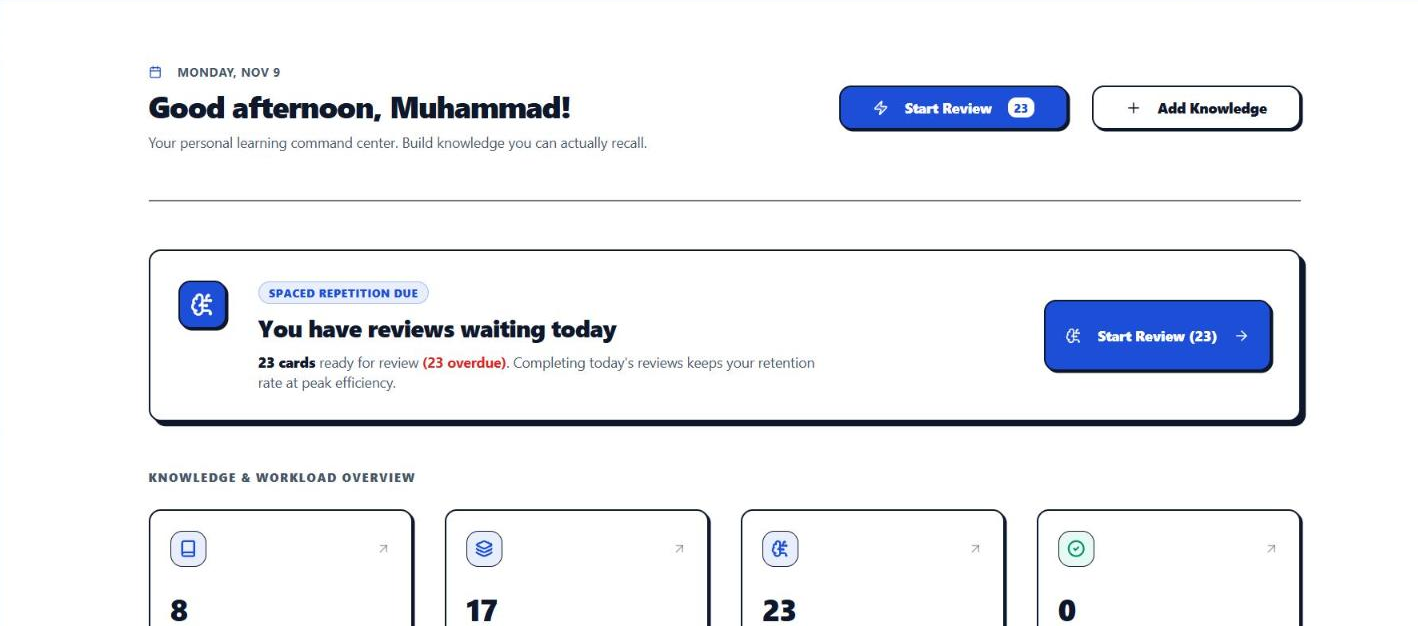 MONDAY, NOV 9
Good afternoon, Muhammad!
Your personal learning command center. Build knowledge you can actually recall.
Start Review 23
Add Knowledge
SPACED REPETITION DUE
You have reviews waiting today
23 cards ready for review (23 overdue). Completing today's reviews keeps your retention
rate at peak efficiency.
Start Review (23)
KNOWLEDGE & WORKLOAD OVERVIEW
8
17
23
0